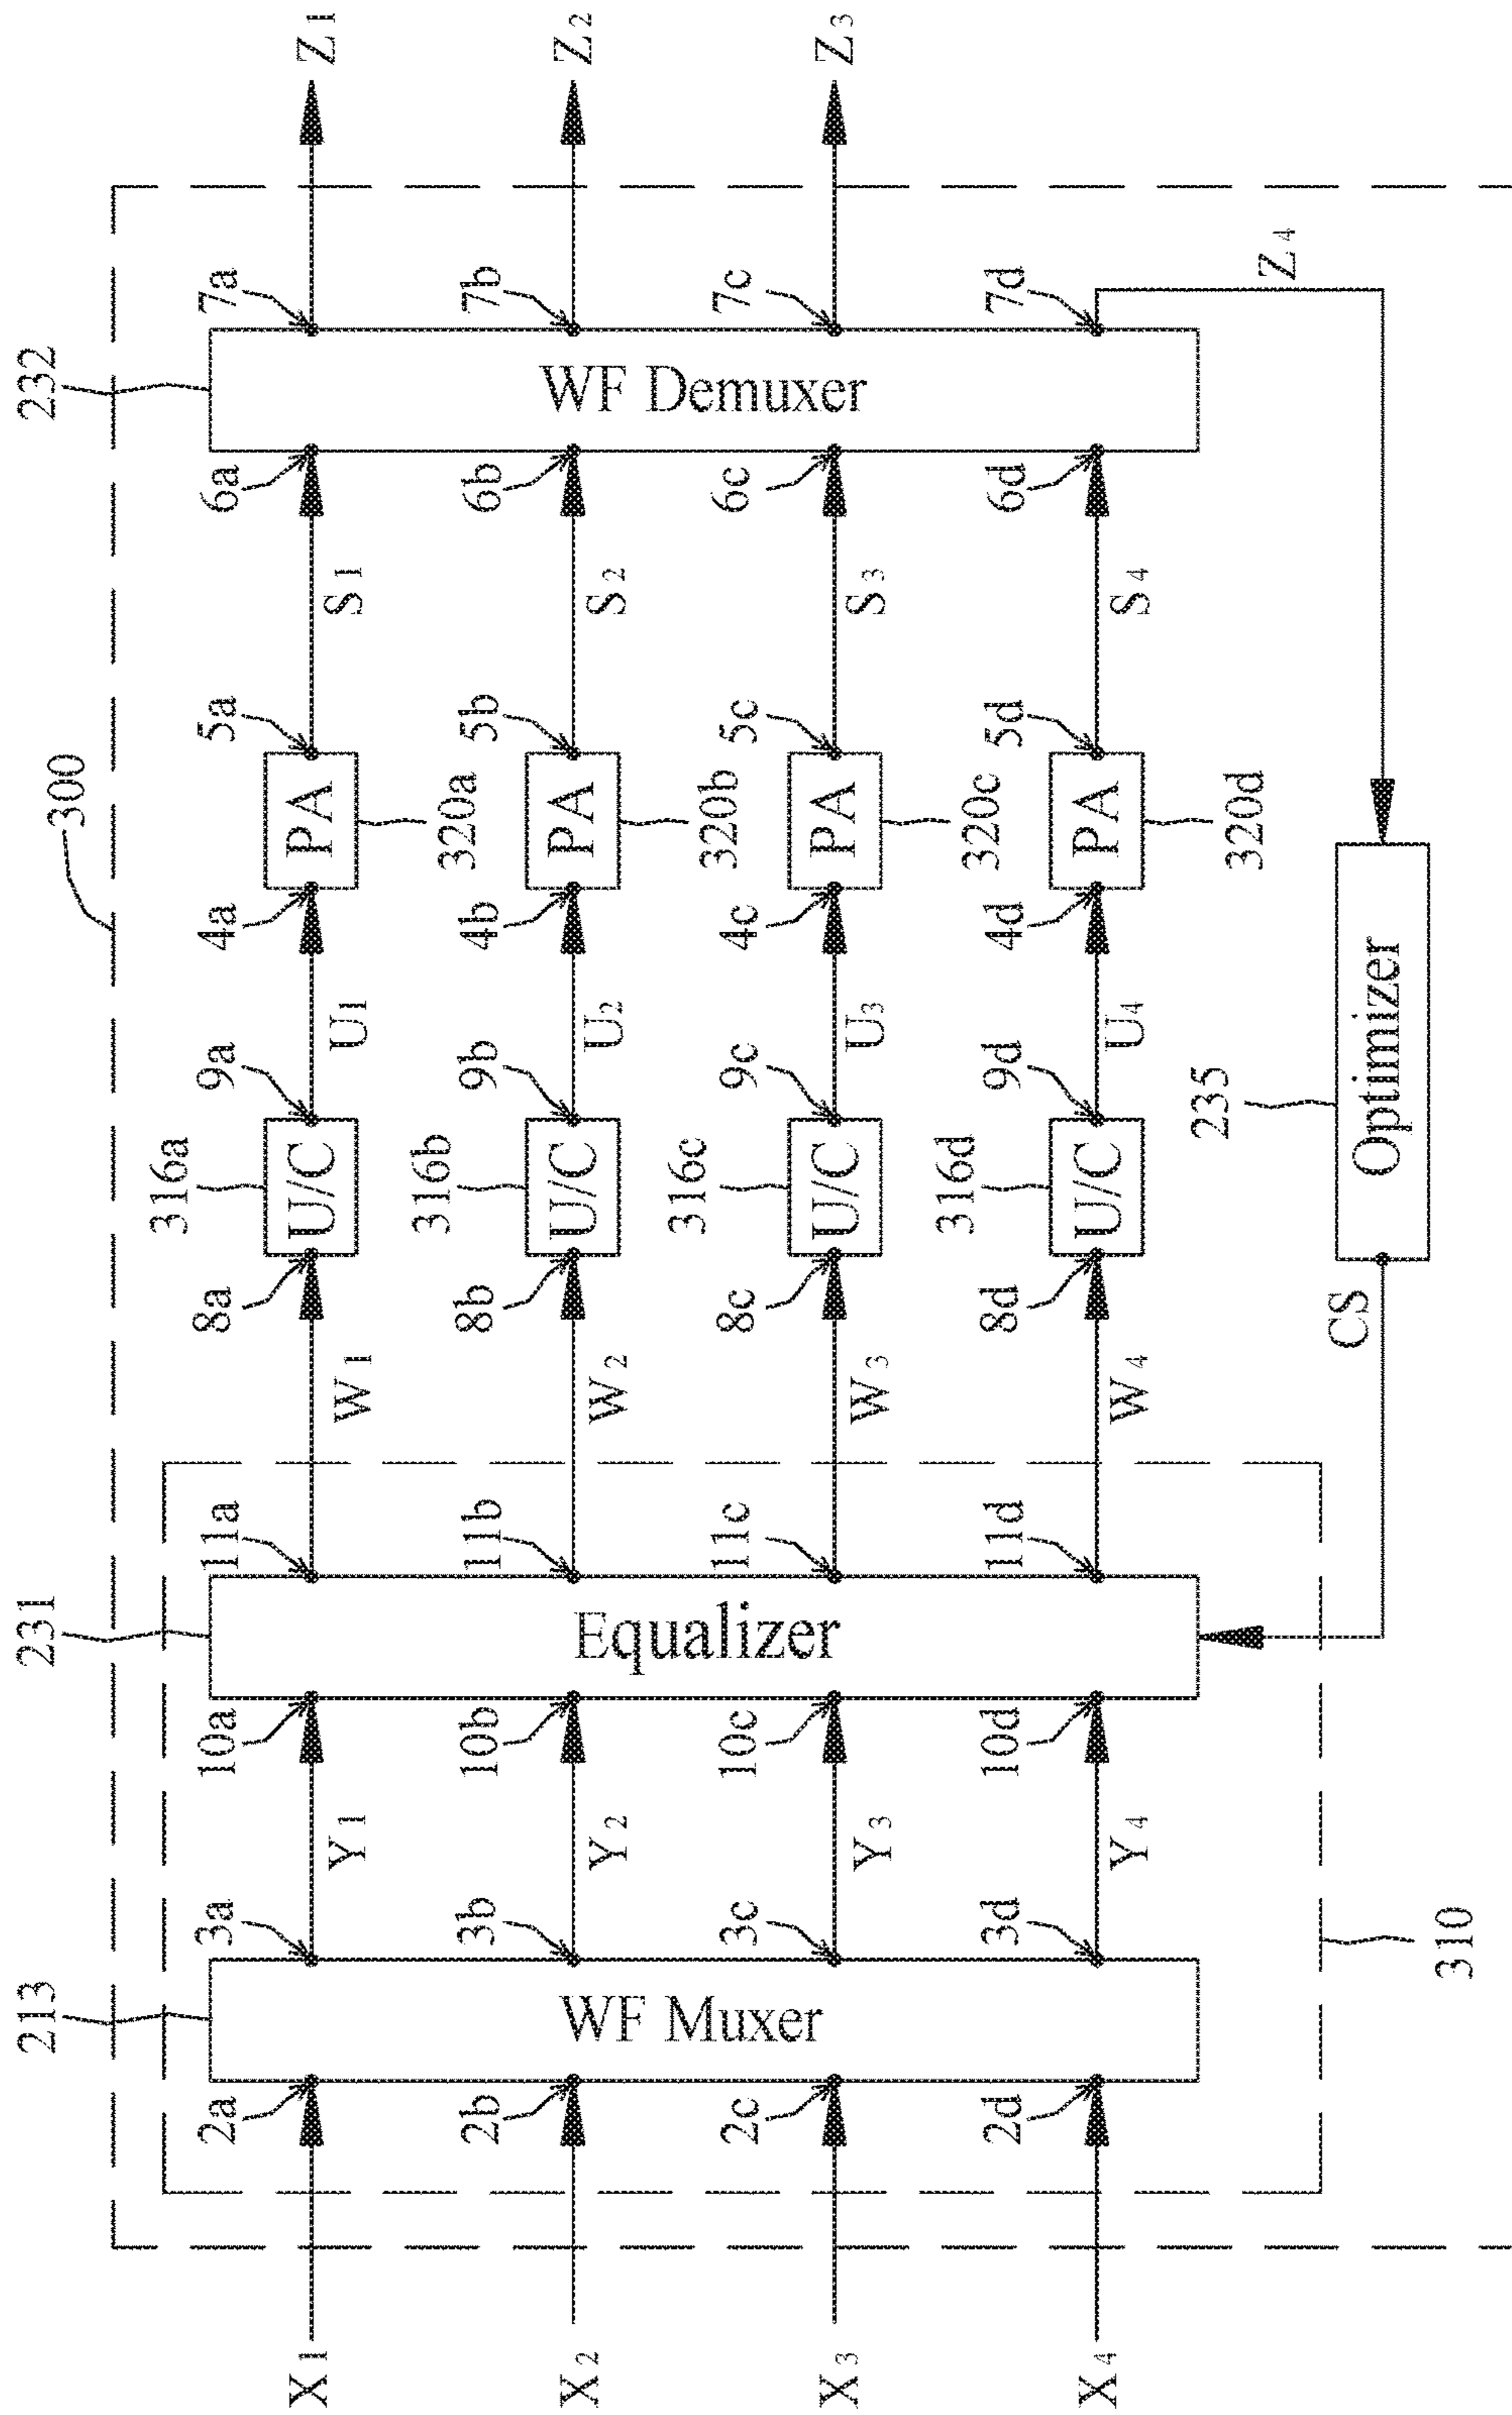 300
213
231
232
2a
3a
10a
11a
316a
8a
9a
4a
5a
6a
7a
X1
Y1
W1
U/C
U1
PA
S1
Z1
320a
2b
3b
10b
11b
316b
8b
9b
4b
5b
6b
7b
X2
WF Muxer
Y2
Equalizer
W2
U/C
U2
PA
S2
WF Demuxer
Z2
320b
2c
3c
10c
11c
316c
8c
9c
4c
5c
6c
7c
X3
Y3
W3
U/C
U3
PA
S3
Z3
320c
2d
3d
10d
11d
316d
8d
9d
4d
5d
6d
7d
X4
Y4
W4
U/C
U4
PA
S4
320d
Z4
235
CS
Optimizer
310